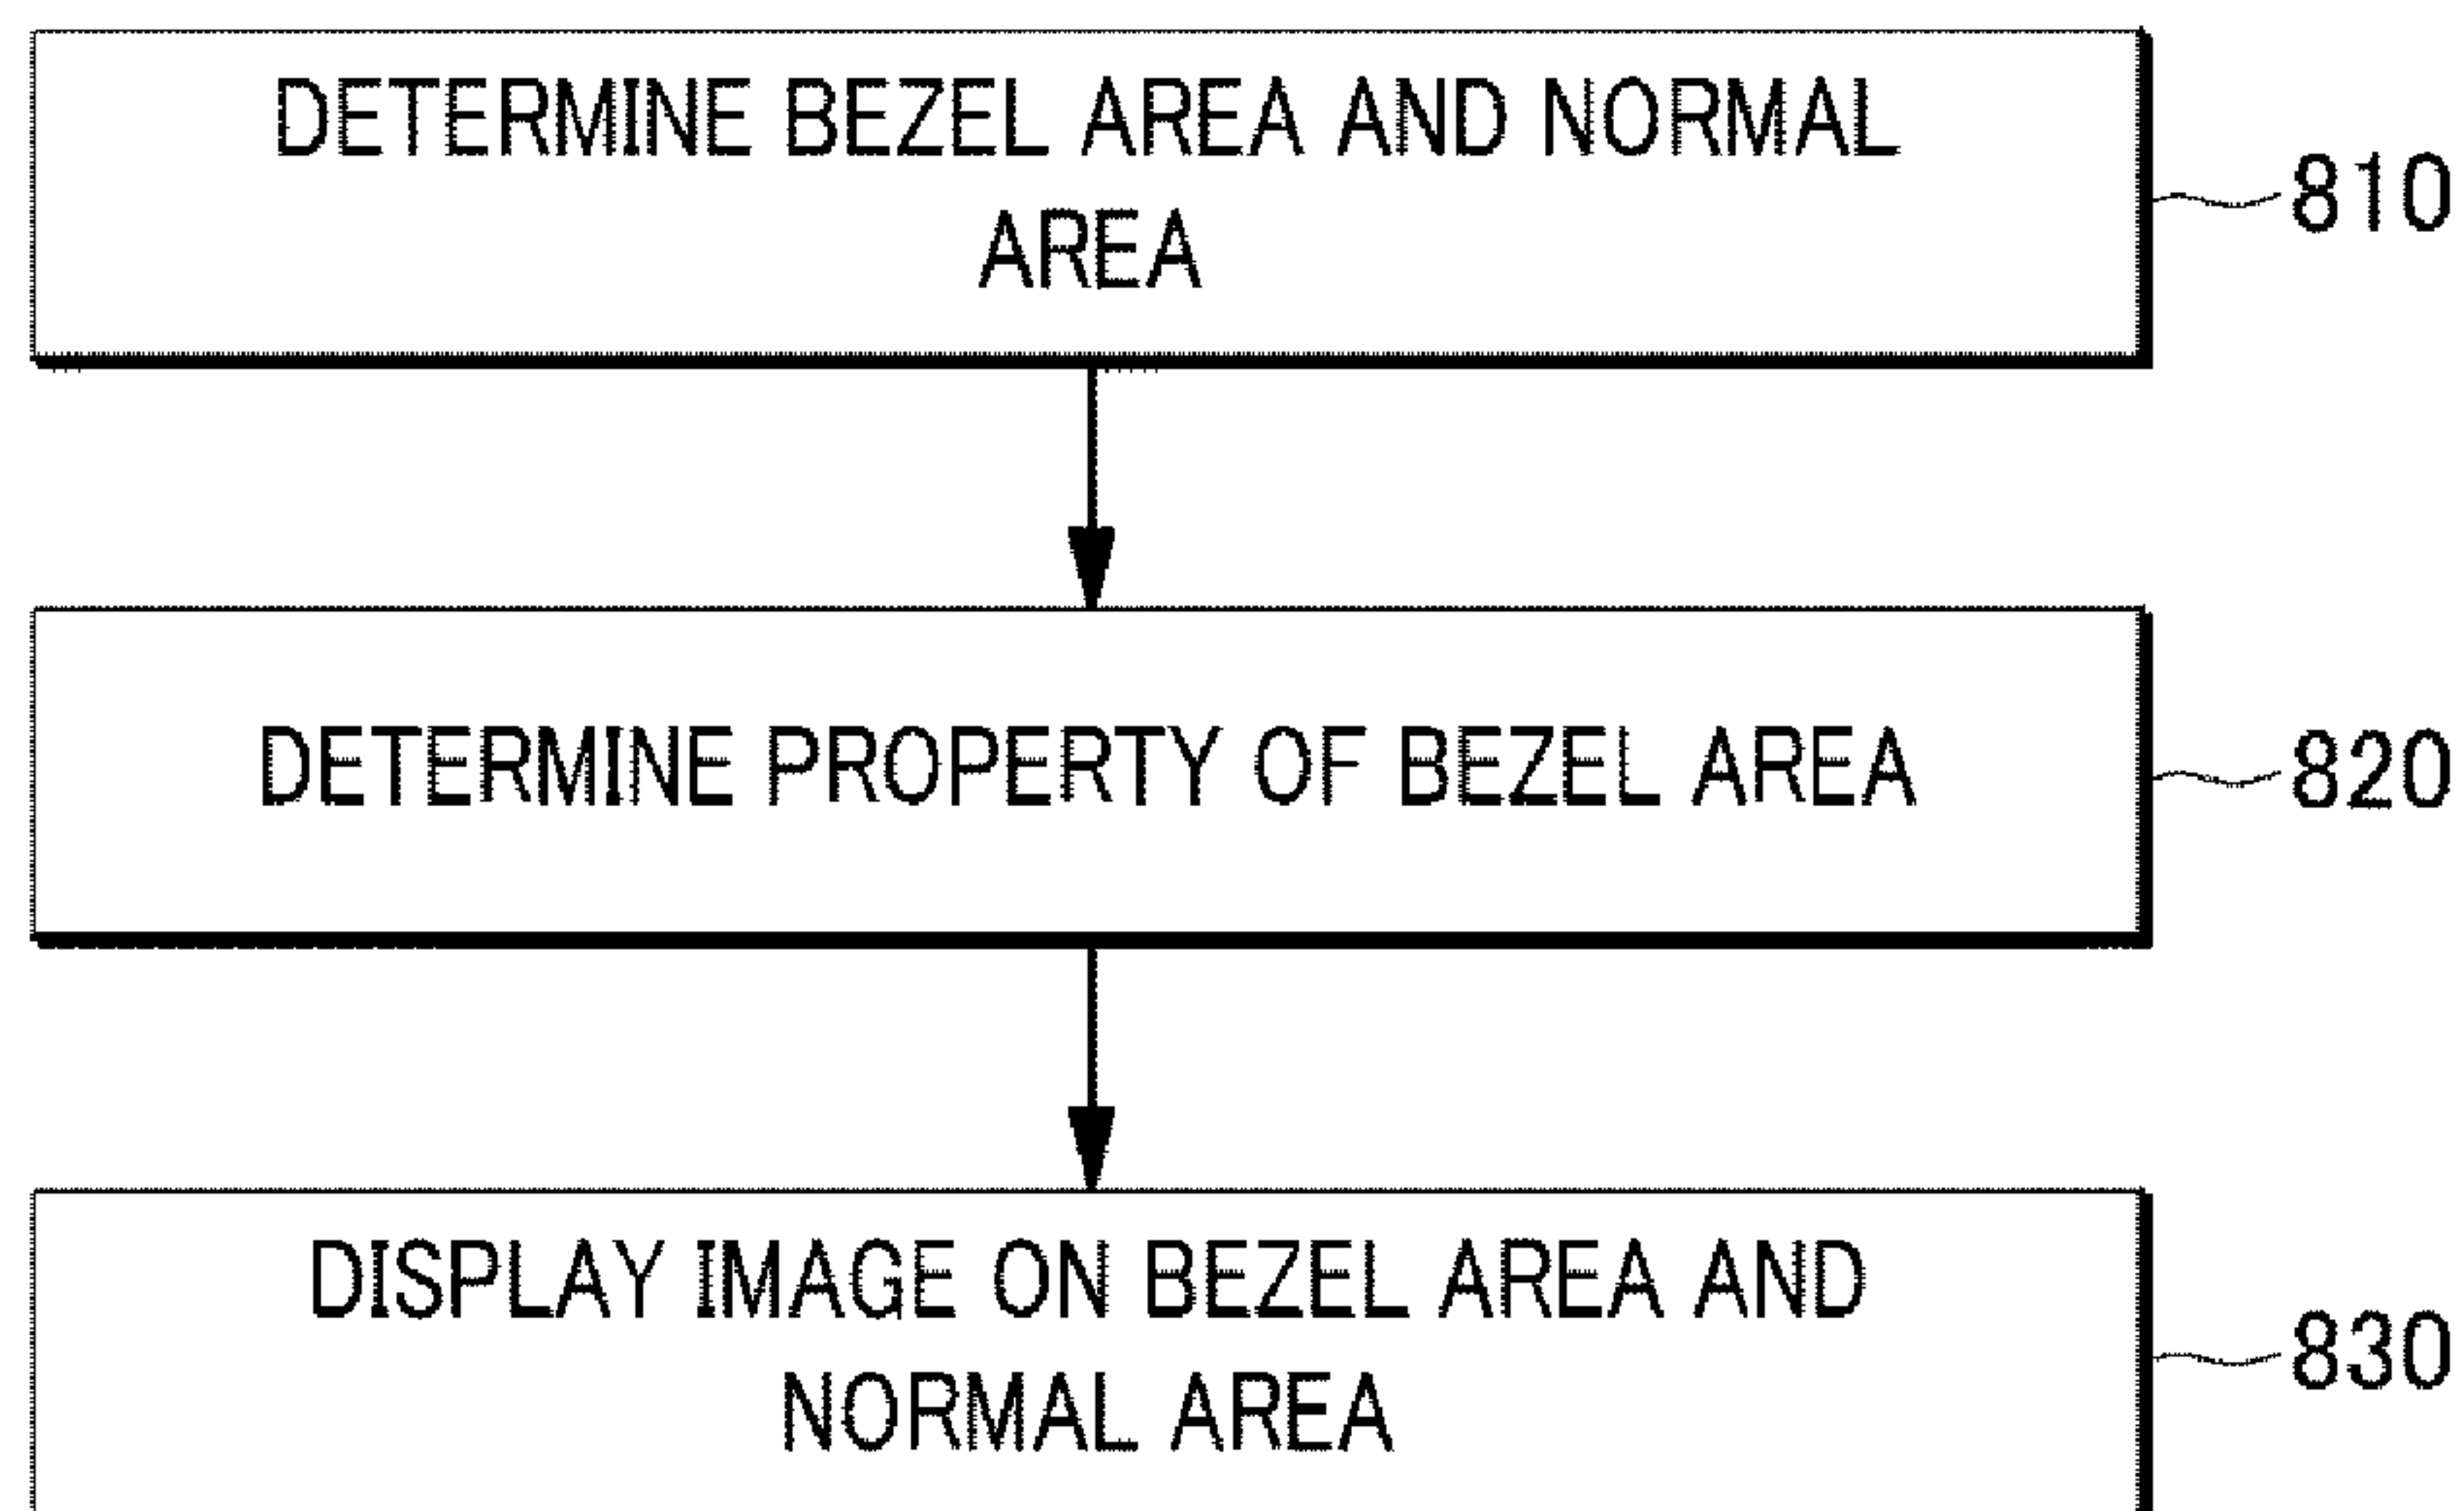 DETERMINE BEZEL AREA AND NORMAL
AREA
810
DETERMINE PROPERTY OF BEZEL AREA
820
DISPLAY IMAGE ON BEZEL AREA AND
NORMAL AREA
830